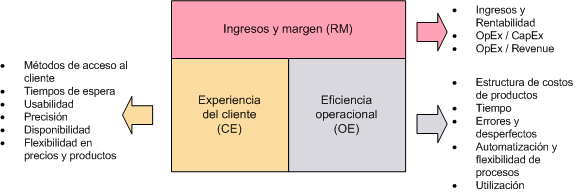 Ingresos y margen (RM)
• Ingresos y
Rentabilidad
• OpEx / CapEx
• OpEx / Revenue
• Métodos de acceso al
cliente
• Tiempos de espera
• Usabilidad
• Precisión
• Disponibilidad
• Flexibilidad en
precios y productos
Experiencia
del cliente
(CE)
Eficiencia
operacional
(OE)
• Estructura de costos
de productos
• Tiempo
• Errores y
desperfectos
• Automatización y
flexibilidad de
procesos
• Utilización